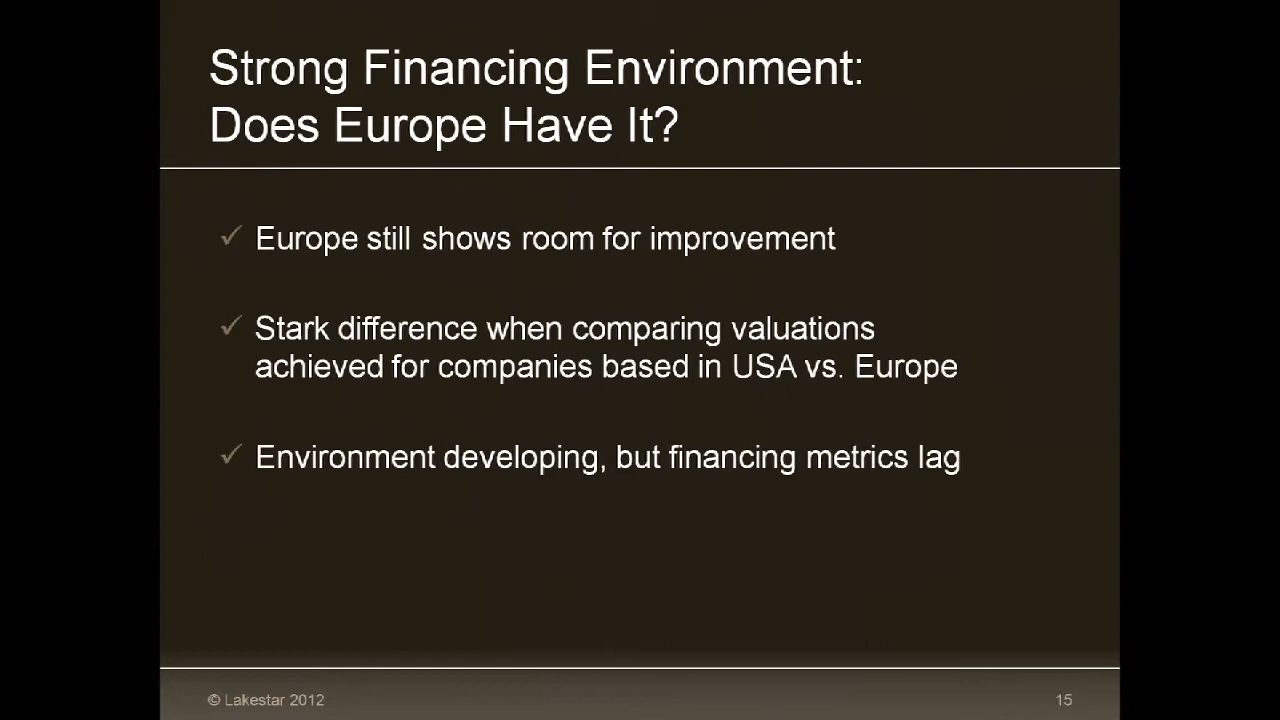 Strong Financing Environment:
Does Europe Have It?
✓ Europe still shows room for improvement
✓ Stark difference when comparing valuations
achieved for companies based in USA vs. Europe
✓ Environment developing, but financing metrics lag
© Lakestar 2012
15